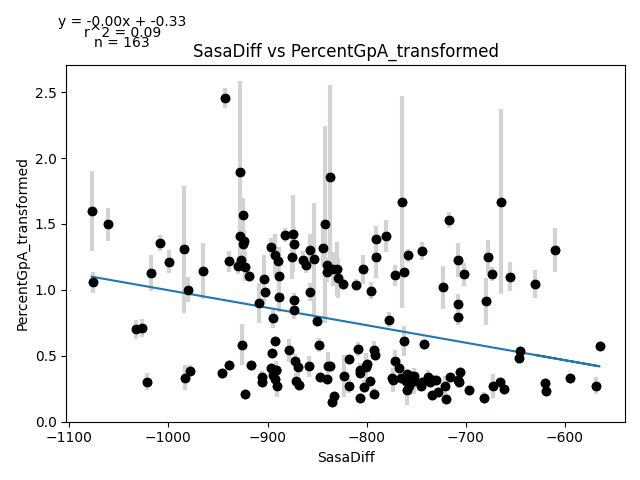 y = -0.00x + -0.33
r^2 = 0.09
n = 163
SasaDiff vs PercentGpA_transformed
PercentGpA_transformed
2.5
2.0
1.5
1.0
0.5
0.0
−1100 −1000 −900 −800 −700 −600
SasaDiff